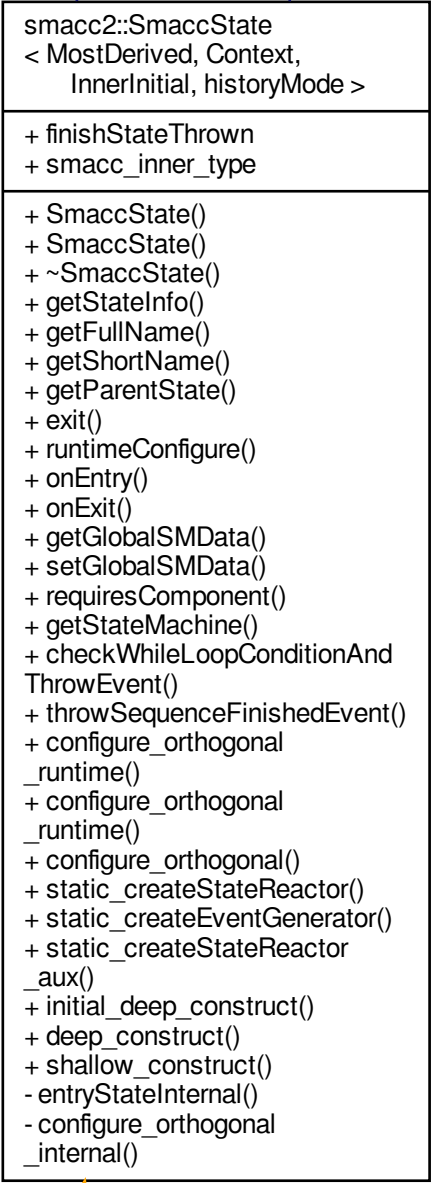 smacc2::SmaccState
< MostDerived, Context,
InnerInitial, historyMode >
+ finishStateThrown
+ smacc_inner_type
+ SmaccState()
+ SmaccState()
+ ~SmaccState()
+ getStateInfo()
+ getFullName()
+ getShortName()
+ getParentState()
+ exit()
+ runtimeConfigure()
+ onEntry()
+ onExit()
+ getGlobalSMData()
+ setGlobalSMData()
+ requiresComponent()
+ getStateMachine()
+ checkWhileLoopConditionAnd
ThrowEvent()
+ throwSequenceFinishedEvent()
+ configure_orthogonal
_runtime()
+ configure_orthogonal
_runtime()
+ configure_orthogonal()
+ static_createStateReactor()
+ static_createEventGenerator()
+ static_createStateReactor
_aux()
+ initial_deep_construct()
+ deep_construct()
+ shallow_construct()
- entryStateInternal()
- configure_orthogonal
_internal()